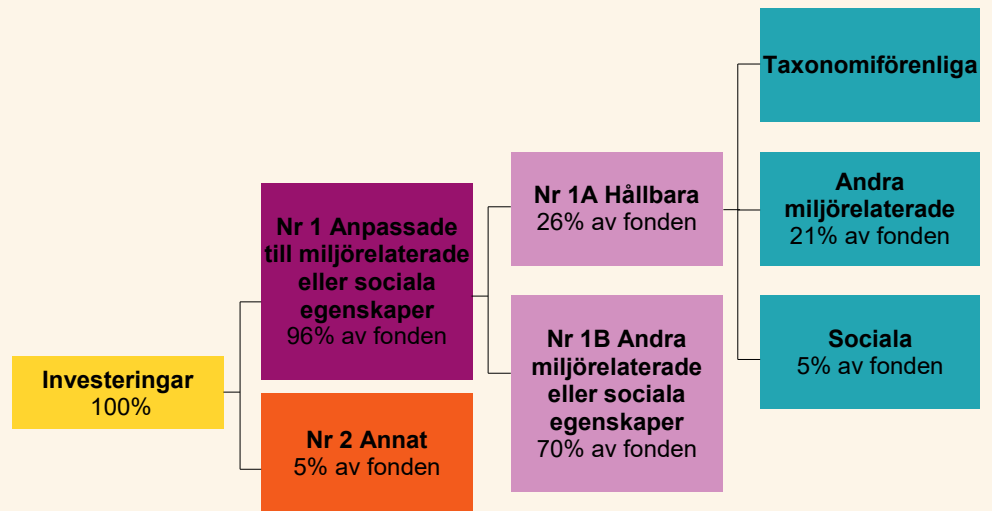 Investeringar
100%
Nr 1 Anpassade
till miljörelaterade
eller sociala
egenskaper
96% av fonden
Nr 2 Annat
5% av fonden
Nr 1A Hållbara
26% av fonden
Nr 1B Andra
miljörelaterade
eller sociala
egenskaper
70% av fonden
Taxonomiförenliga
Andra
miljörelaterade
21% av fonden
Sociala
5% av fonden